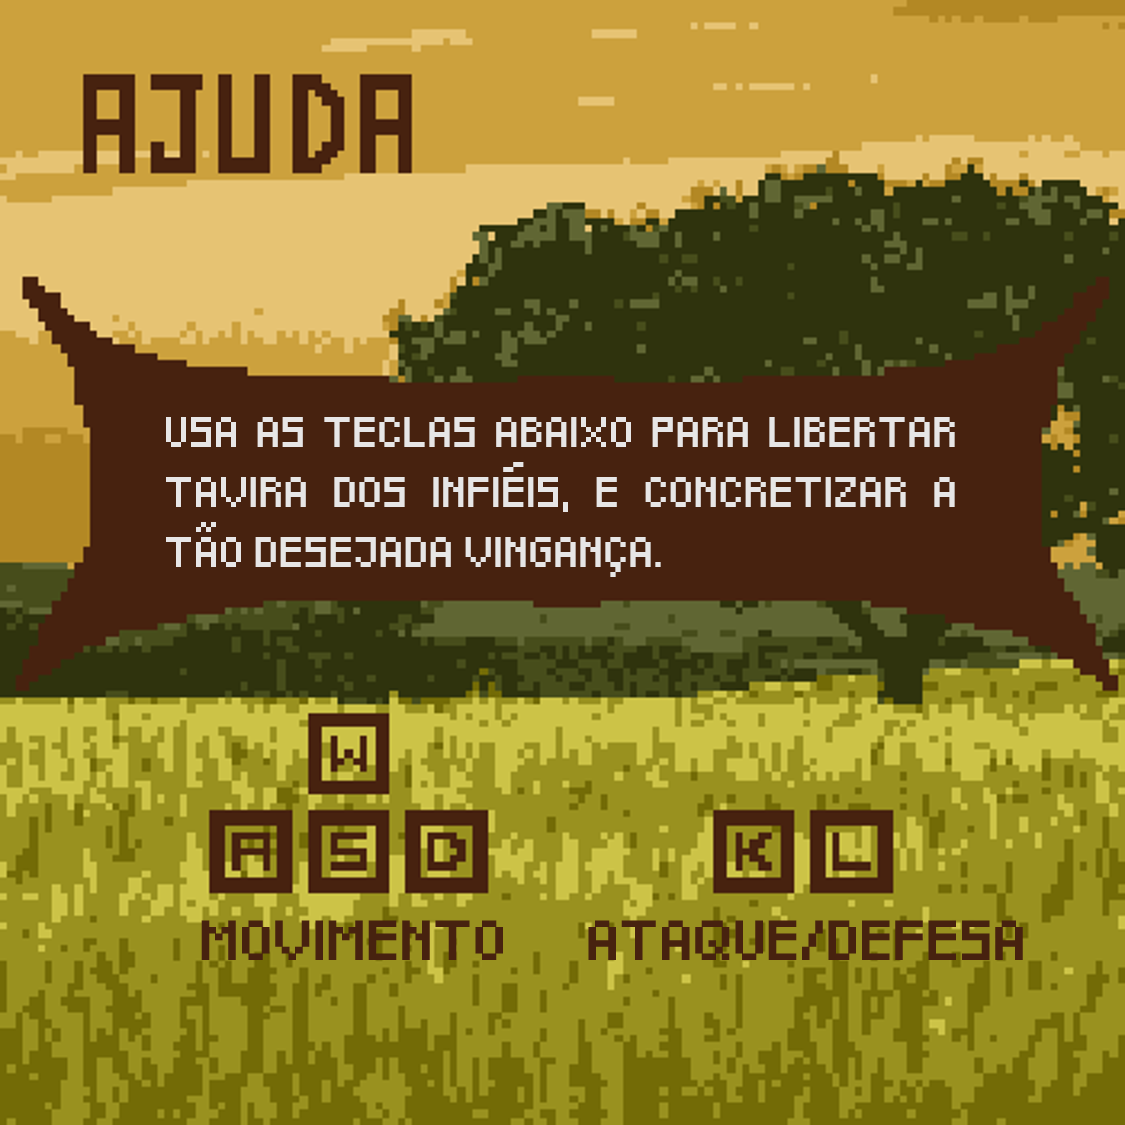 AJUDA
USA AS TECLAS ABAIXO PARA LIBERTAR
TAVIRA DOS INFIÉIS, E CONCRETIZAR A
TÃO DESEJADA VINGANÇA.
W
A S D K L
MOVIMENTO ATAQUE/DEFESA